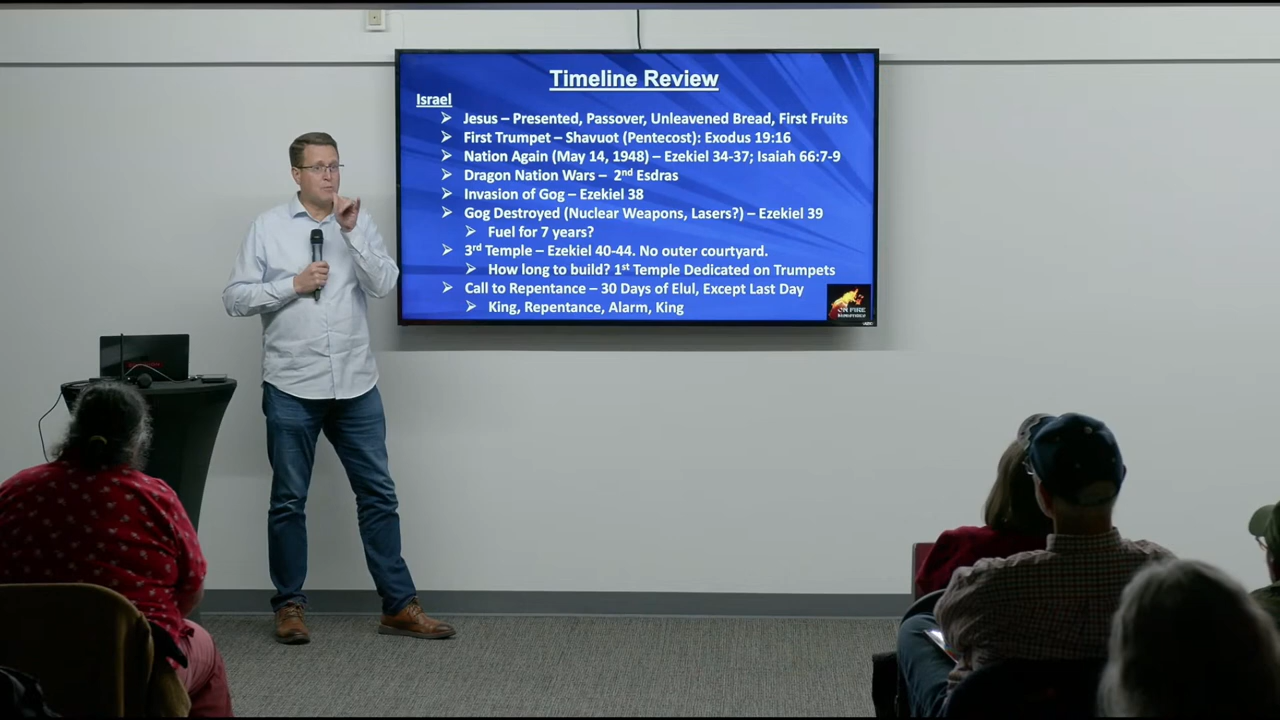 Timeline Review
Israel
Jesus – Presented, Passover, Unleavened Bread, First Fruits
First Trumpet – Shavuot (Pentecost): Exodus 19:16
Nation Again (May 14, 1948) – Ezekiel 34-37; Isaiah 66:7-9
Dragon Nation Wars – 2nd Esdras
Invasion of Gog – Ezekiel 38
Gog Destroyed (Nuclear Weapons, Lasers?) – Ezekiel 39
Fuel for 7 years?
3rd Temple – Ezekiel 40-44. No outer courtyard.
How long to build? 1st Temple Dedicated on Trumpets
Call to Repentance – 30 Days of Elul, Except Last Day
King, Repentance, Alarm, King
ON FIRE